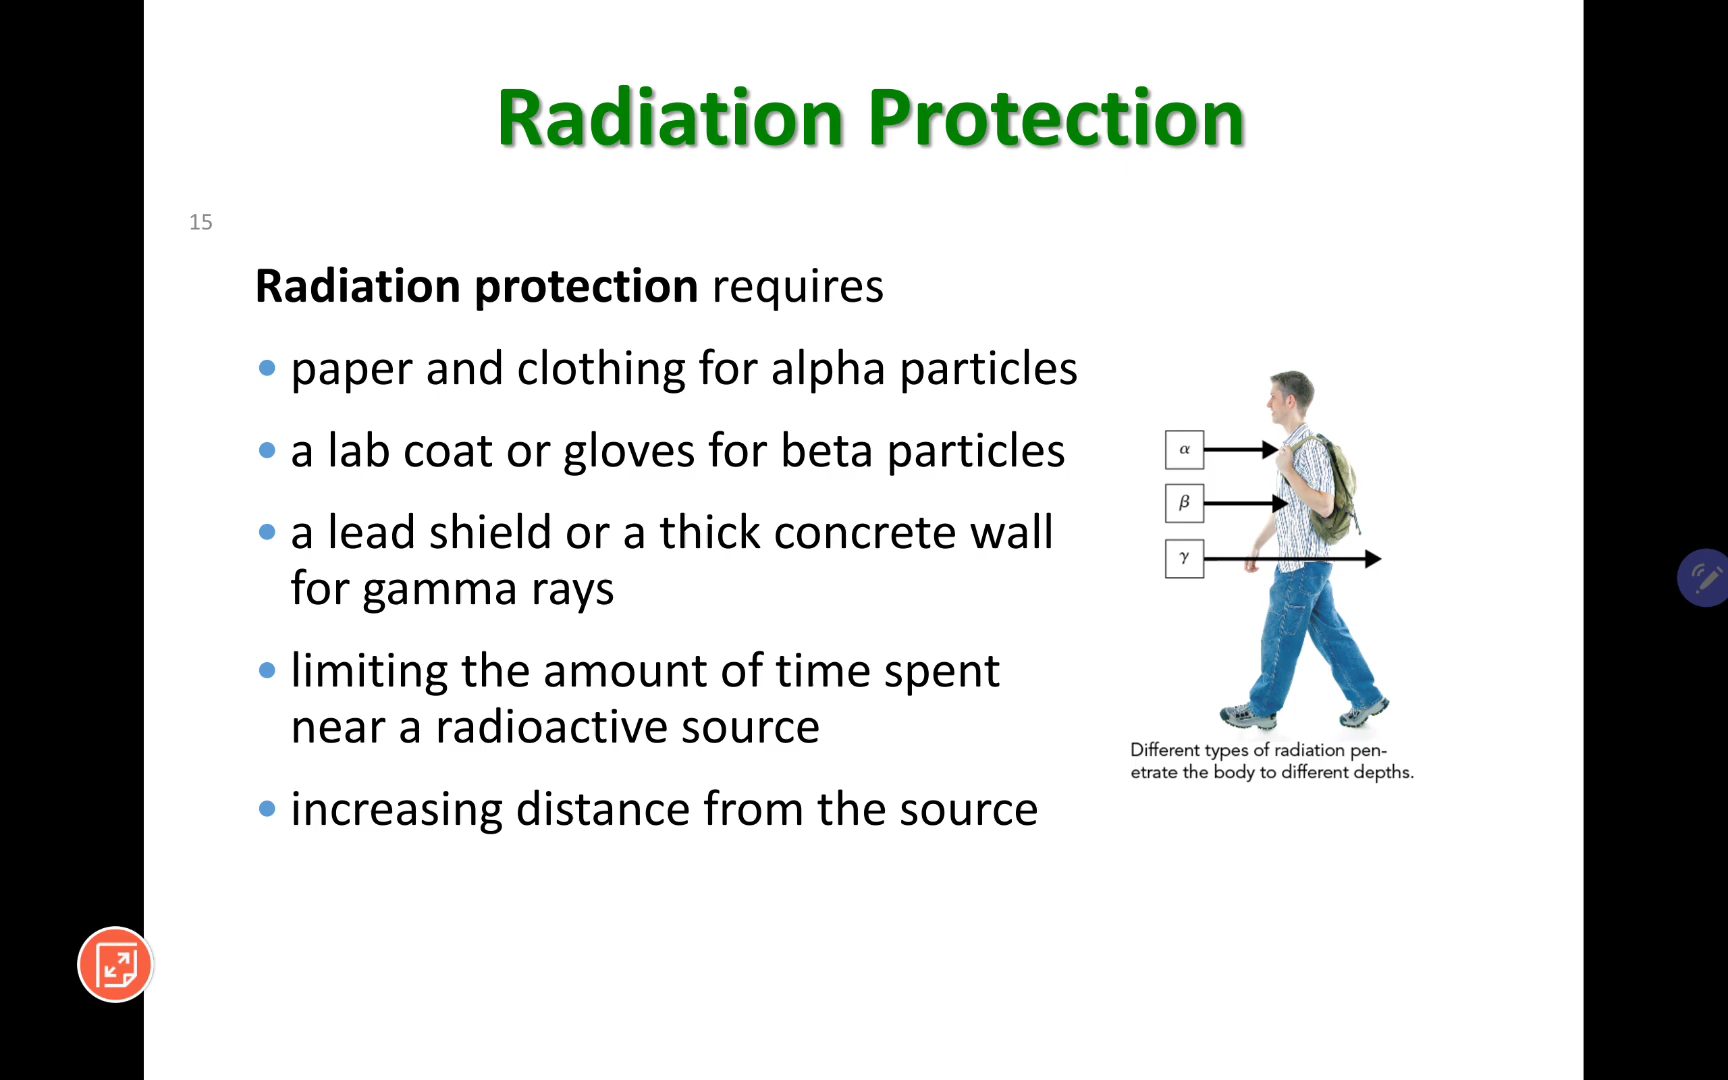 Radiation Protection
15
Radiation protection requires
• paper and clothing for alpha particles
• a lab coat or gloves for beta particles
• a lead shield or a thick concrete wall
for gamma rays
• limiting the amount of time spent
near a radioactive source
• increasing distance from the source
α
β
γ
Different types of radiation pen-
etrate the body to different depths.